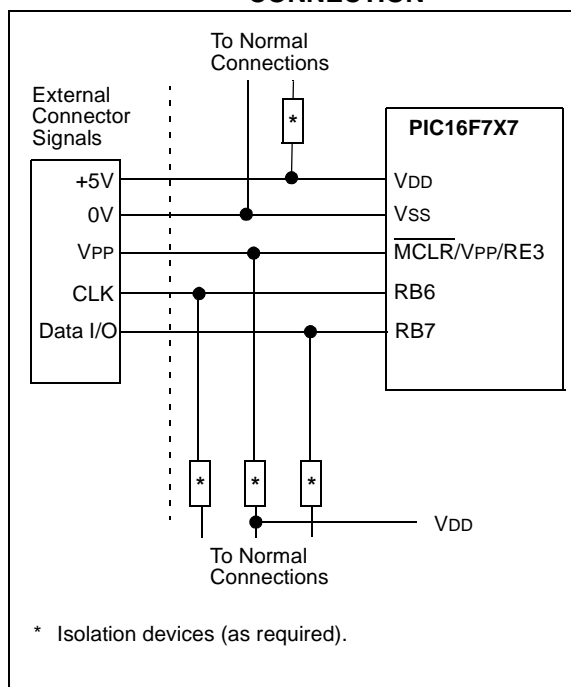 CONNECTION
To Normal
Connections
External
Connector
Signals
*
PIC16F7X7
+5V
VDD
0V
VSS
VPP
MCLR/VPP/RE3
CLK
RB6
Data I/O
RB7
* * *
VDD
To Normal
Connections
* Isolation devices (as required).